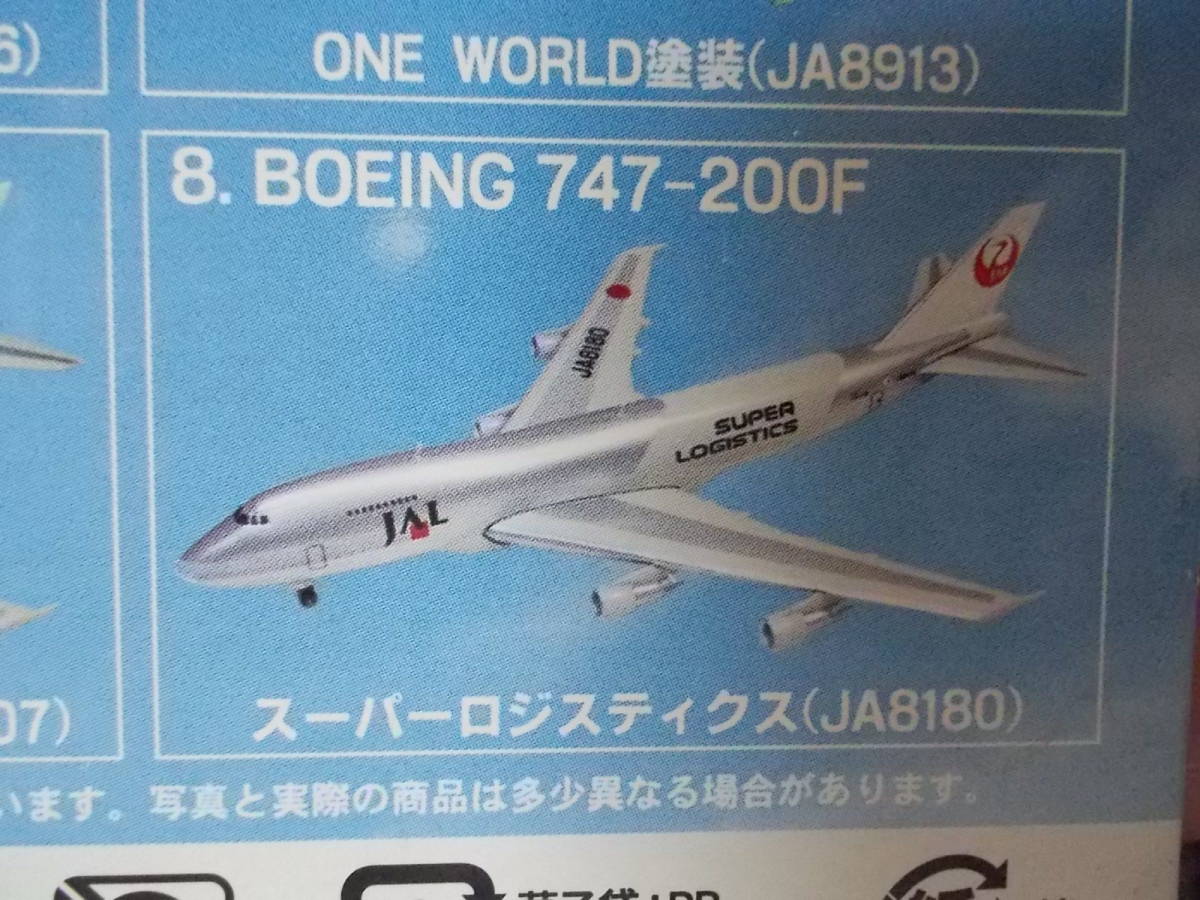 6)
ONE WORLD塗装(JA8913)
8. BOEING 747-200F
JA8180
SUPER
LOGISTICS
JAL
スーパーロジスティクス(JA8180)
07)
います。写真と実際の商品は多少異なる場合があります。